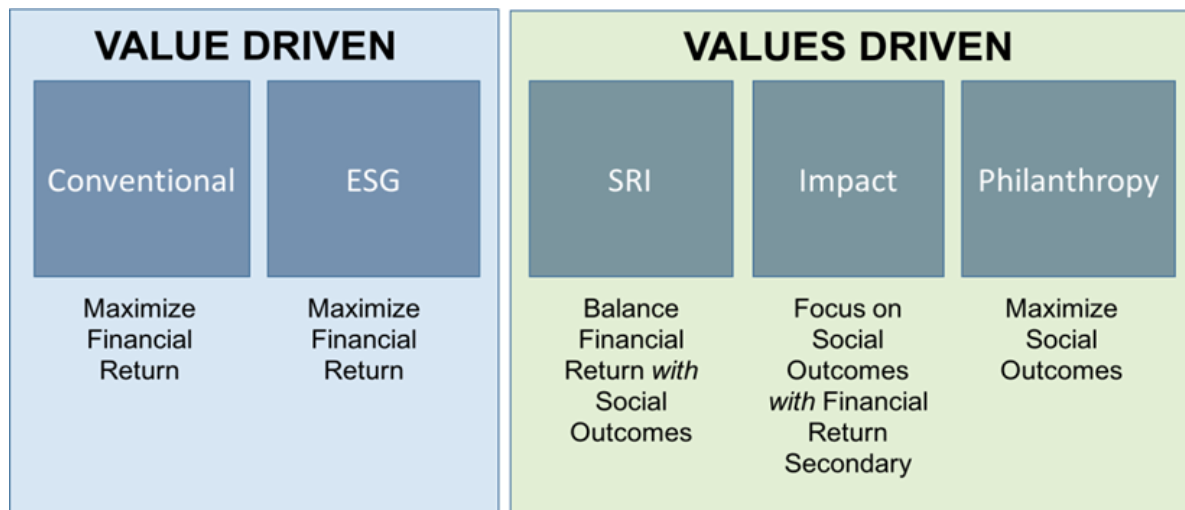 VALUE DRIVEN
Conventional
ESG
Maximize
Financial
Return
Maximize
Financial
Return
VALUES DRIVEN
SRI
Impact
Philanthropy
Balance
Financial
Return with
Social
Outcomes
Focus on
Social
Outcomes
with Financial
Return
Secondary
Maximize
Social
Outcomes